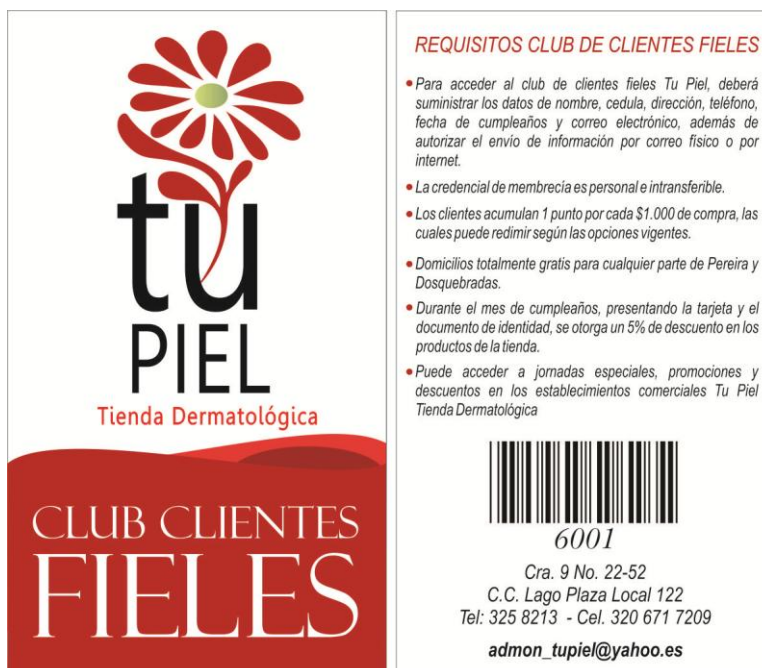 tu
PIEL
Tienda Dermatológica
CLUB CLIENTES
FIELES
REQUISITOS CLUB DE CLIENTES FIELES
• Para acceder al club de clientes fieles Tu Piel, deberá
suministrar los datos de nombre, cedula, dirección, teléfono,
fecha de cumpleaños y correo electrónico, además de
autorizar el envío de información por correo físico o por
internet.
• La credencial de membrecía es personal e intransferible.
• Los clientes acumulan 1 punto por cada $1.000 de compra, las
cuales puede redimir según las opciones vigentes.
• Domicilios totalmente gratis para cualquier parte de Pereira y
Dosquebradas.
• Durante el mes de cumpleaños, presentando la tarjeta y el
documento de identidad, se otorga un 5% de descuento en los
productos de la tienda.
• Puede acceder a jornadas especiales, promociones y
descuentos en los establecimientos comerciales Tu Piel
Tienda Dermatológica
6001
Cra. 9 No. 22-52
C.C. Lago Plaza Local 122
Tel: 325 8213 - Cel. 320 671 7209
admon_tupiel@yahoo.es